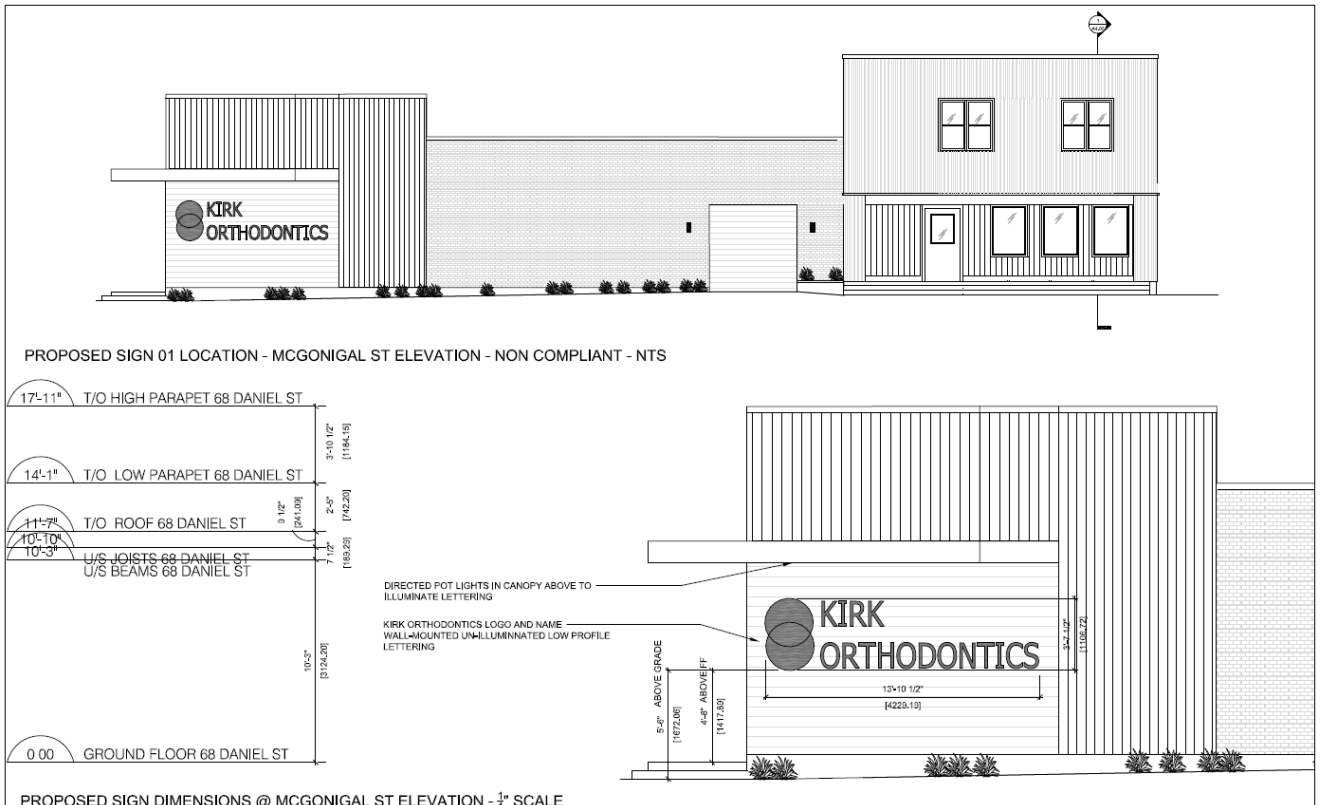 1
KIRK
ORTHODONTICS
PROPOSED SIGN 01 LOCATION - MCGONIGAL ST ELEVATION - NON COMPLIANT - NTS
17'-11" T/O HIGH PARAPET 68 DANIEL ST
3'-10 1/2"
[1184.15]
14'-1" T/O LOW PARAPET 68 DANIEL ST
2'-5"
[742.20]
9 1/2"
[241.09]
11'-7" T/O ROOF 68 DANIEL ST
10'-10"
10'-3" U/S JOISTS 68 DANIEL ST
U/S BEAMS 68 DANIEL ST
7 1/2"
[189.29]
DIRECTED POT LIGHTS IN CANOPY ABOVE TO
ILLUMINATE LETTERING
KIRK ORTHODONTICS LOGO AND NAME
WALL-MOUNTED UN-ILLUMINNATED LOW PROFILE
LETTERING
KIRK
ORTHODONTICS
3'-7 1/2"
[1106.72]
13'-10 1/2"
[4229.19]
10'-3"
[3124.20]
5'-6" ABOVE GRADE
[1672.06]
4'-8" ABOVE FF
[1417.89]
0 00 GROUND FLOOR 68 DANIEL ST
PROPOSED SIGN DIMENSIONS @ MCGONIGAL ST ELEVATION - ¼" SCALE